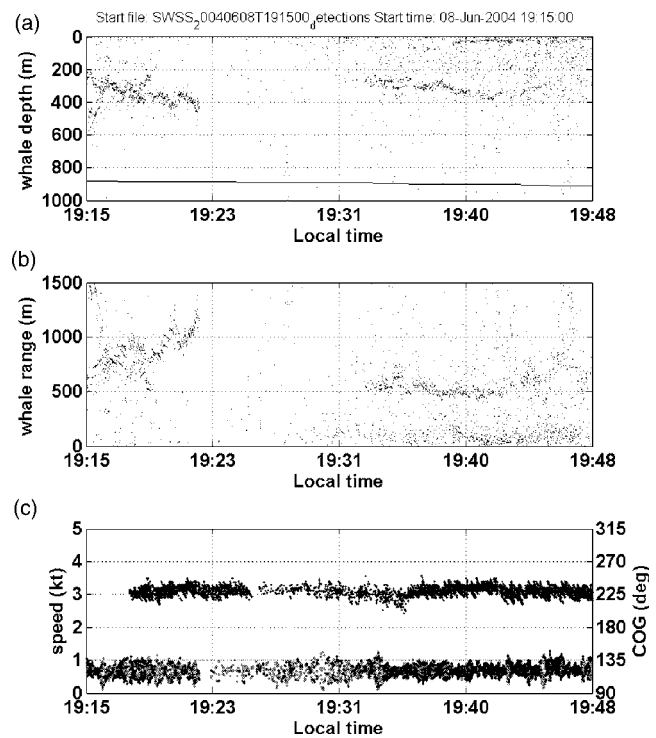 Start file: SWSS_20040608T191500_detections Start time: 08-Jun-2004 19:15:00
(a)
0
200
400
600
800
1000
whale depth (m)
19:15 19:23 19:31 19:40 19:48
Local time
(b)
1500
1000
500
0
whale range (m)
19:15 19:23 19:31 19:40 19:48
Local time
(c)
5 315
4 270
3 225
2 180
1 135
0 90
speed (kt) COG (deg)
19:15 19:23 19:31 19:40 19:48
Local time